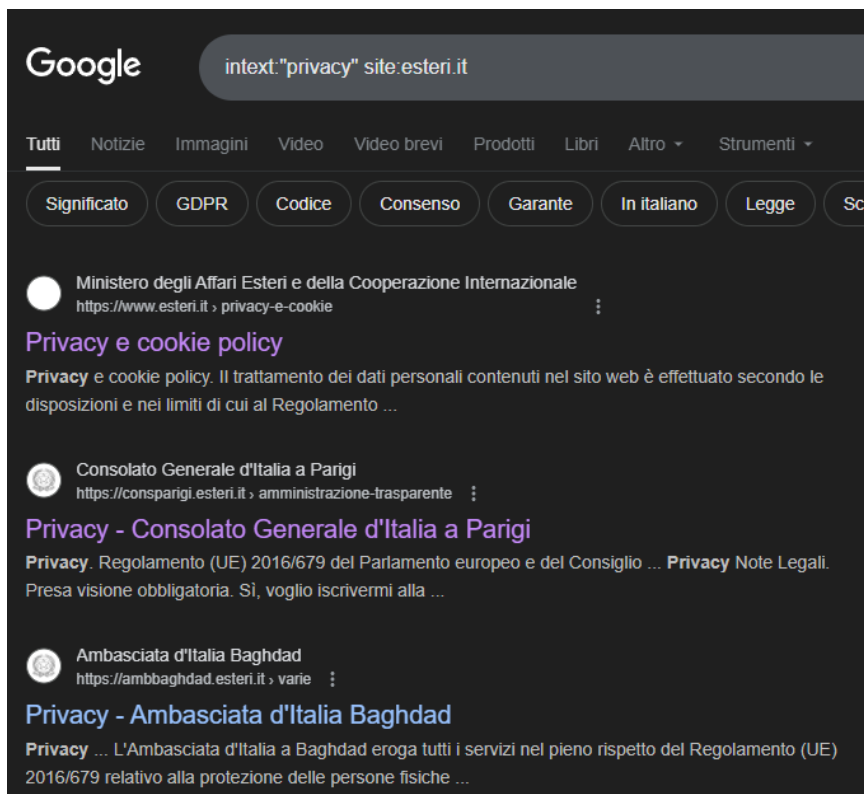 Google
intext:"privacy" site:esteri.it
Tutti Notizie Immagini Video Video brevi Prodotti Libri Altro Strumenti
Significato GDPR Codice Consenso Garante In italiano Legge Sc
Ministero degli Affari Esteri e della Cooperazione Internazionale
https://www.esteri.it › privacy-e-cookie
Privacy e cookie policy
Privacy e cookie policy. Il trattamento dei dati personali contenuti nel sito web è effettuato secondo le
disposizioni e nei limiti di cui al Regolamento ...
Consolato Generale d'Italia a Parigi
https://consparigi.esteri.it › amministrazione-trasparente
Privacy - Consolato Generale d'Italia a Parigi
Privacy. Regolamento (UE) 2016/679 del Parlamento europeo e del Consiglio ... Privacy Note Legali.
Presa visione obbligatoria. Sì, voglio iscrivermi alla ...
Ambasciata d'Italia Baghdad
https://ambbaghdad.esteri.it › varie
Privacy - Ambasciata d'Italia Baghdad
Privacy ... L'Ambasciata d'Italia a Baghdad eroga tutti i servizi nel pieno rispetto del Regolamento (UE)
2016/679 relativo alla protezione delle persone fisiche ...